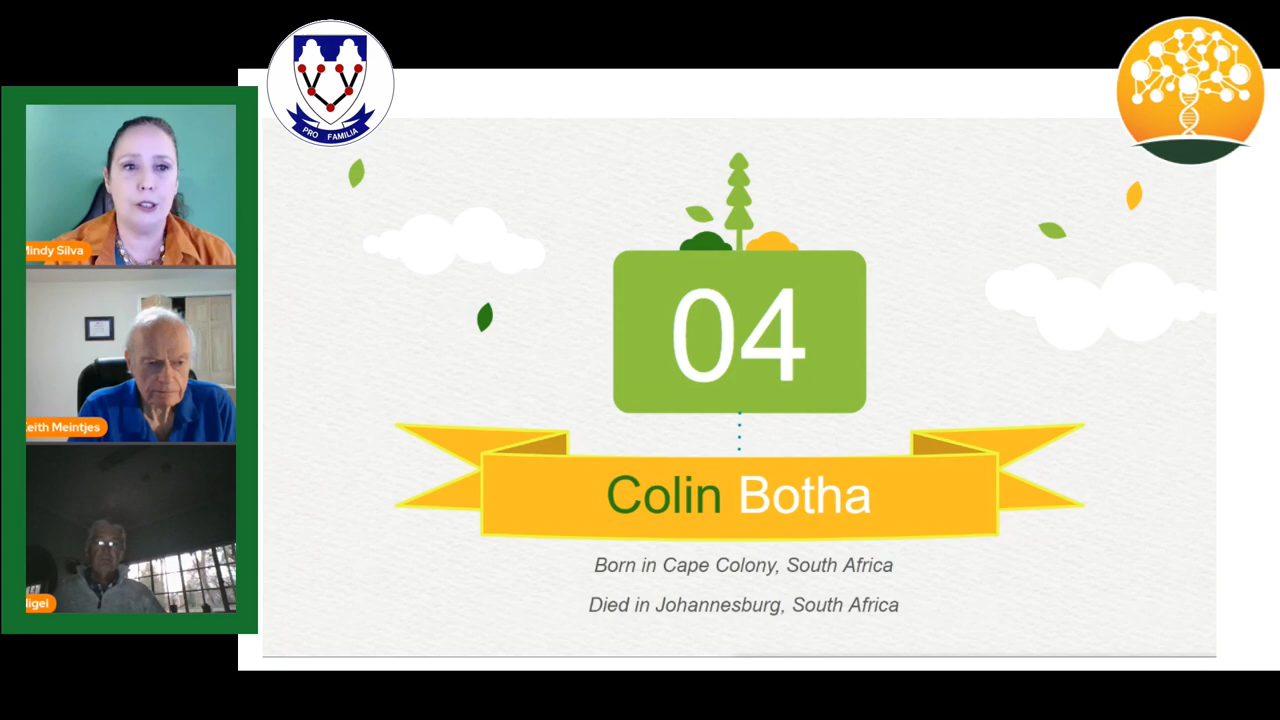 PRO FAMILIA
Mindy Silva
Keith Meintjes
Nigel
04
Colin Botha
Born in Cape Colony, South Africa
Died in Johannesburg, South Africa